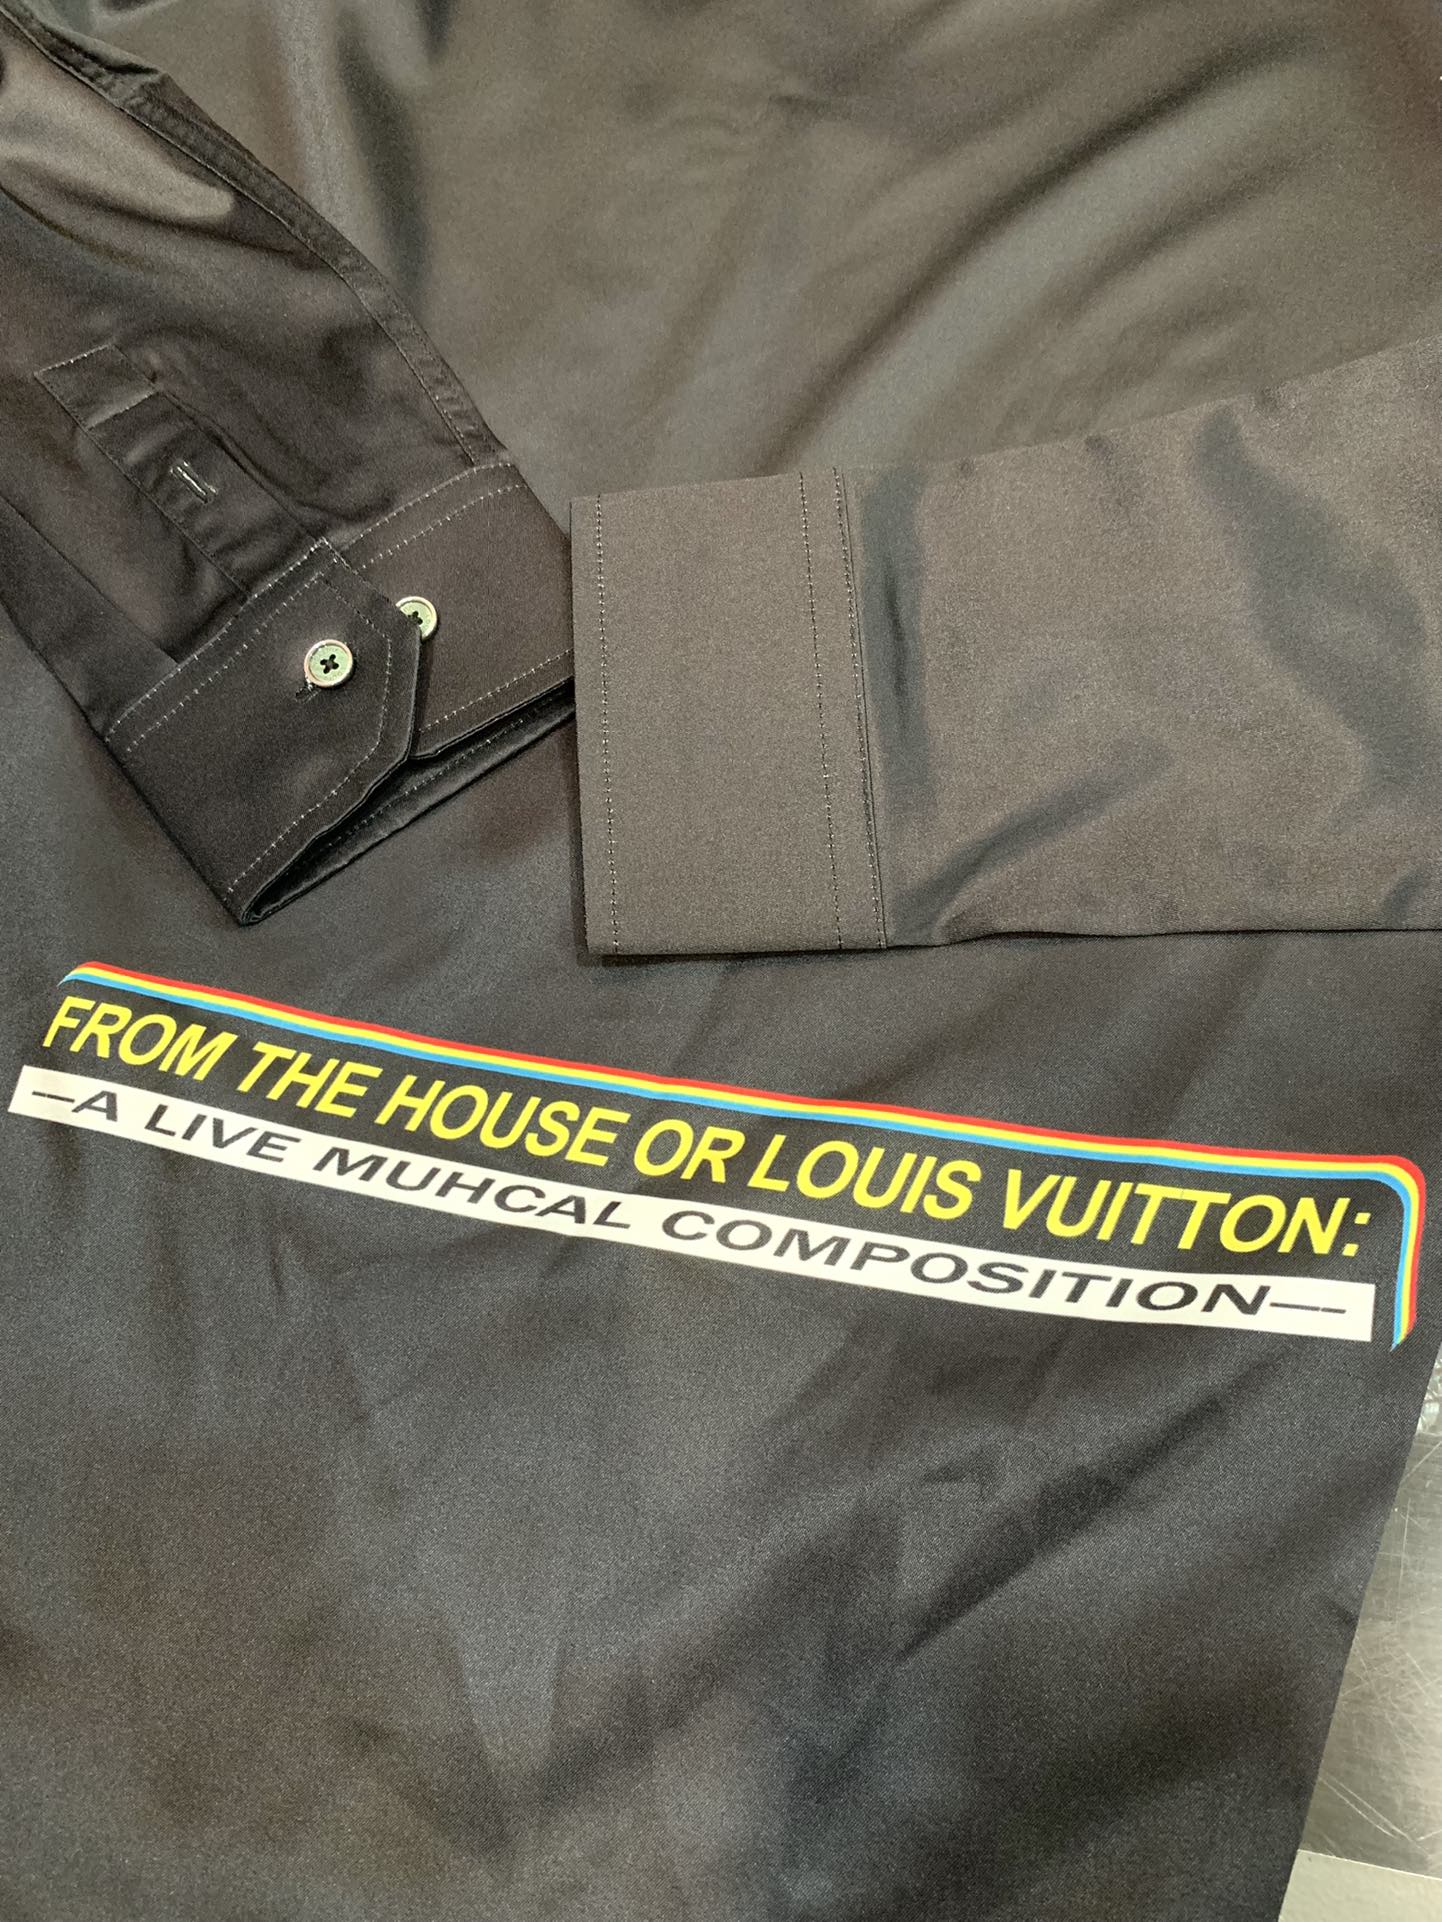 FROM THE HOUSE OR LOUIS VUITTON:
—A LIVE MUHCAL COMPOSITION—-